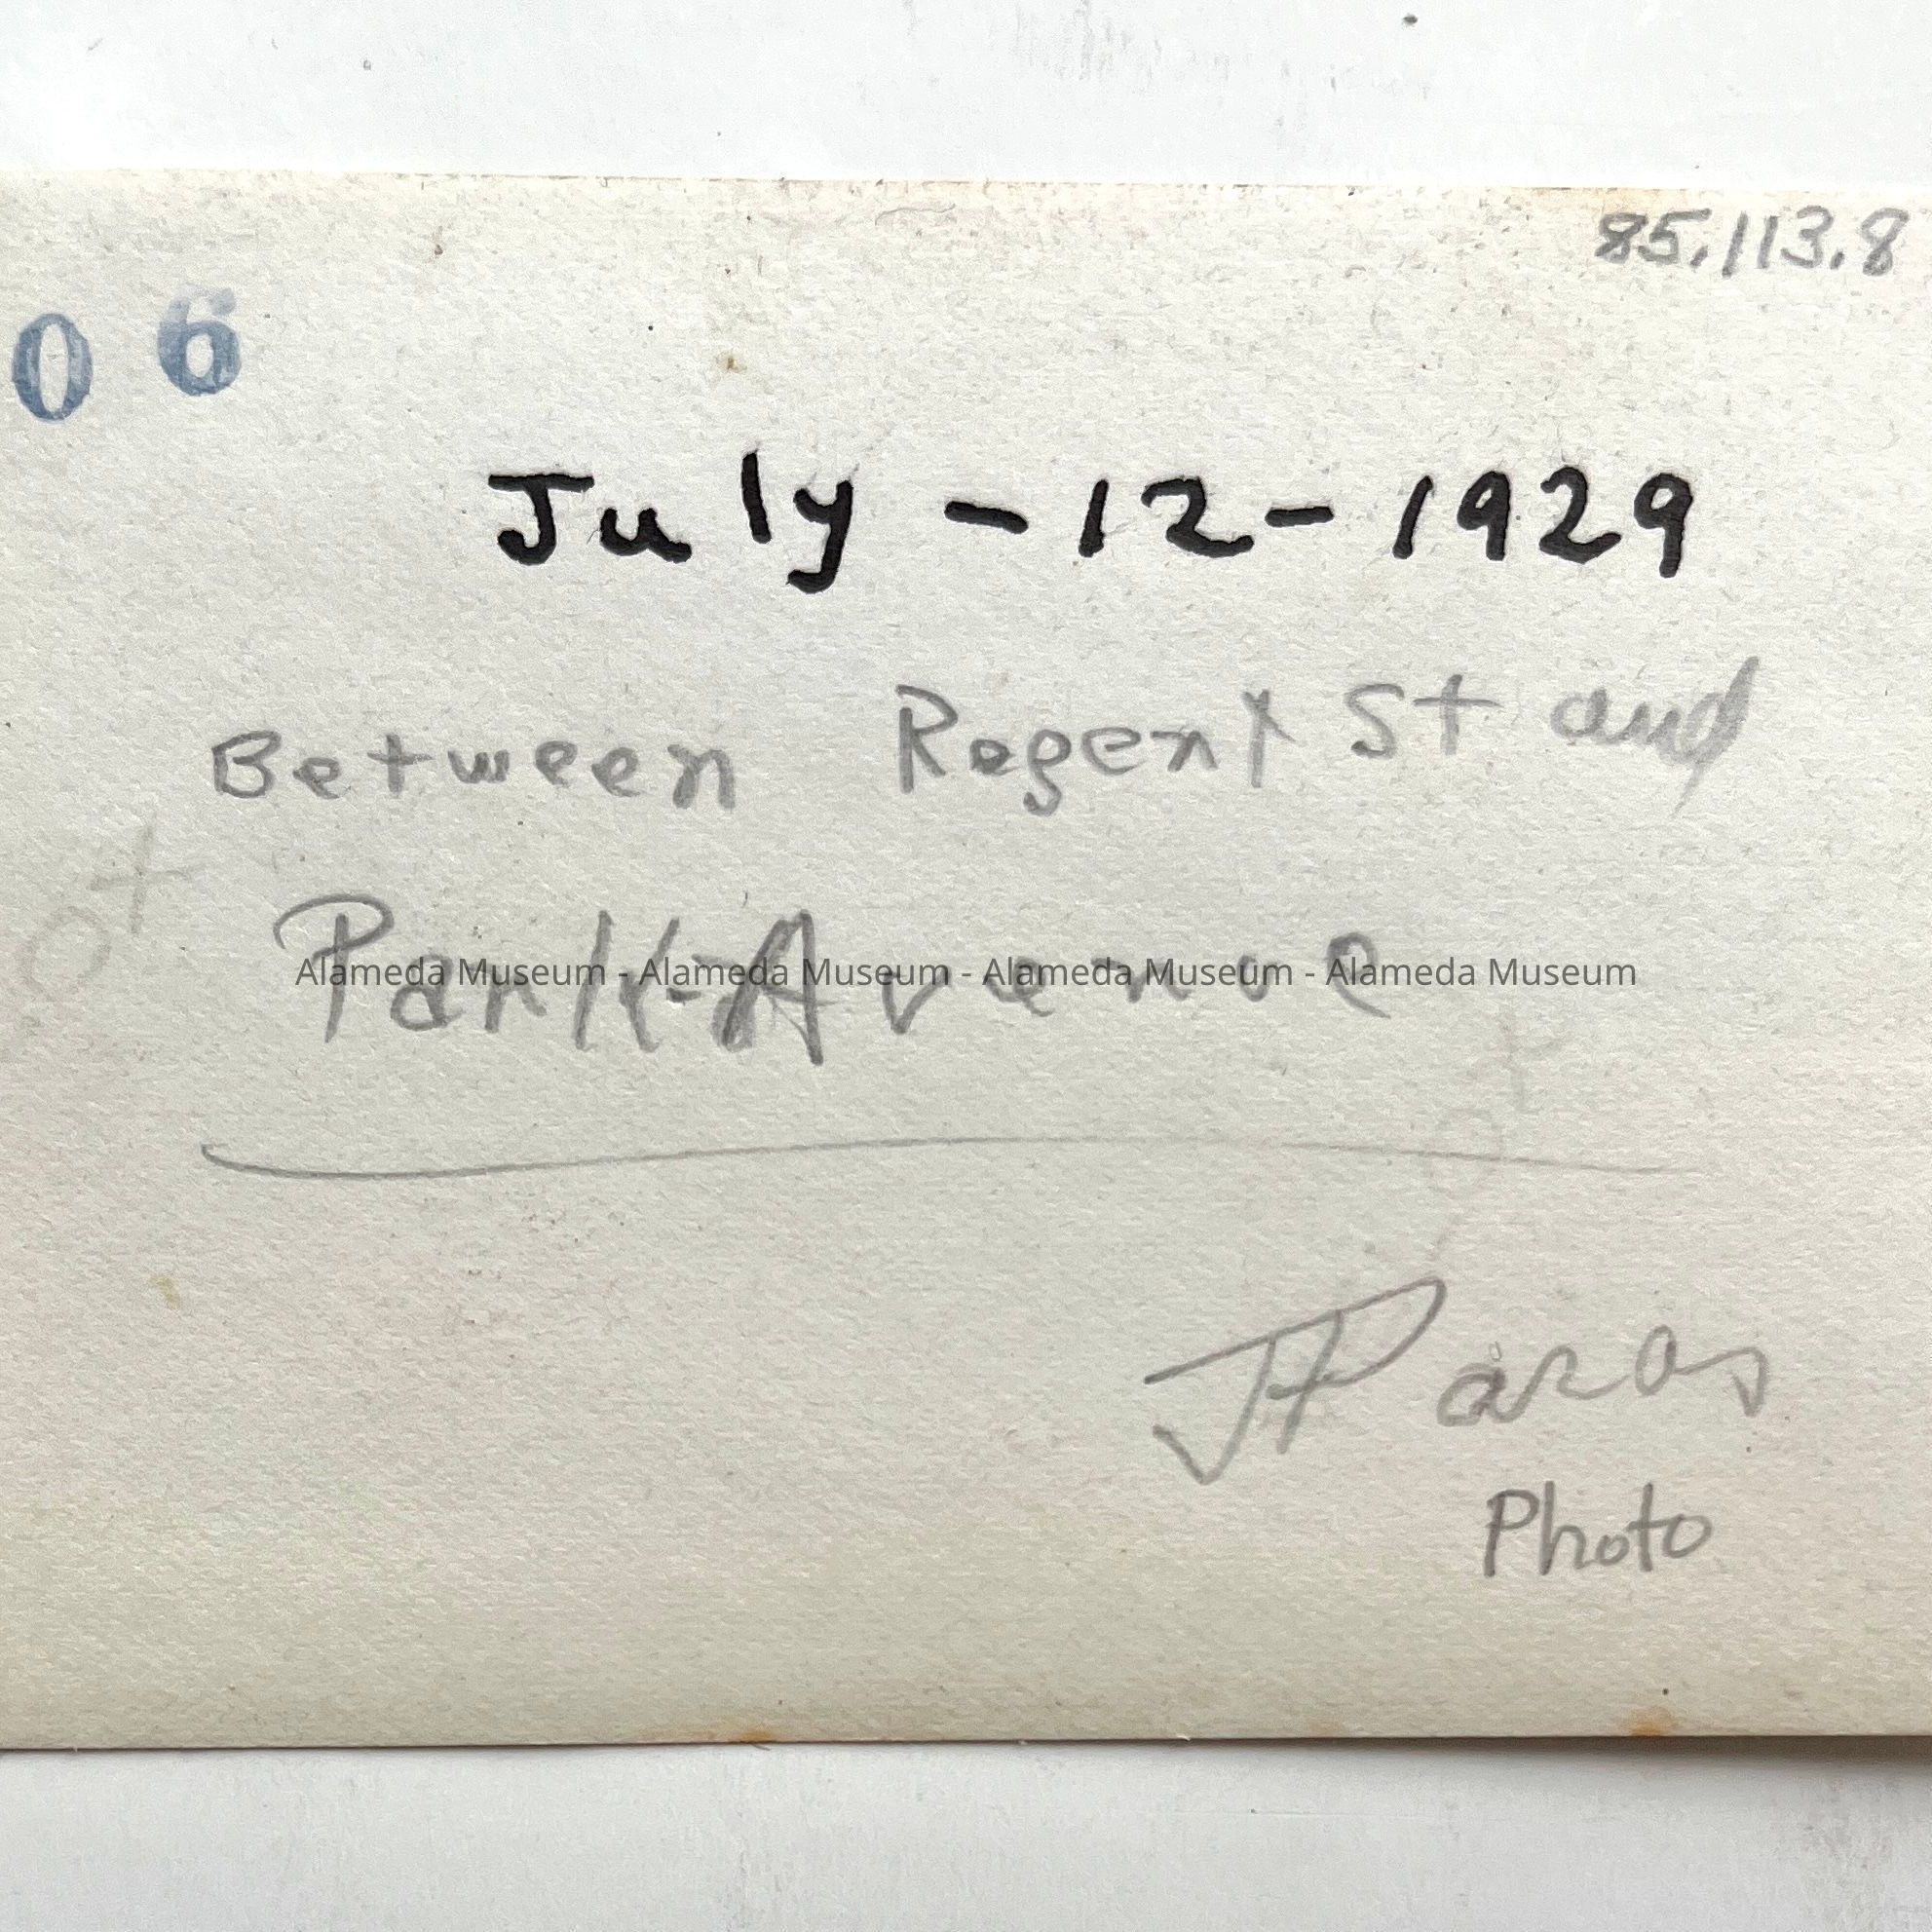 85.113.8
06
July - 12 - 1929
Between Regent St and
Park-Avenue
Alameda Museum - Alameda Museum - Alameda Museum - Alameda Museum
Photo